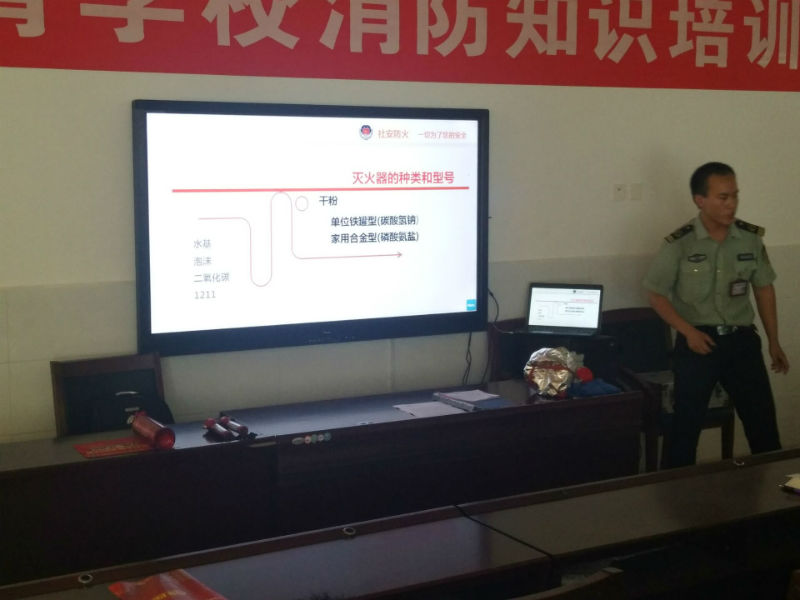 育学校消防知识培训
社安防火 一切为了您的安全
灭火器的种类和型号
干粉
单位铁罐型(碳酸氢钠)
家用合金型(磷酸氨盐)
水基
泡沫
二氧化碳
1211